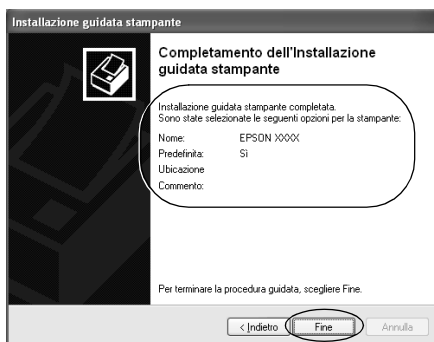 Installazione guidata stampante
Completamento dell'Installazione
guidata stampante
Installazione guidata stampante completata.
Sono state selezionate le seguenti opzioni per la stampante:
Nome: EPSON XXXX
Predefinita: Sì
Ubicazione
Commento:
Per terminare la procedura guidata, scegliere Fine.
< Indietro Fine Annulla